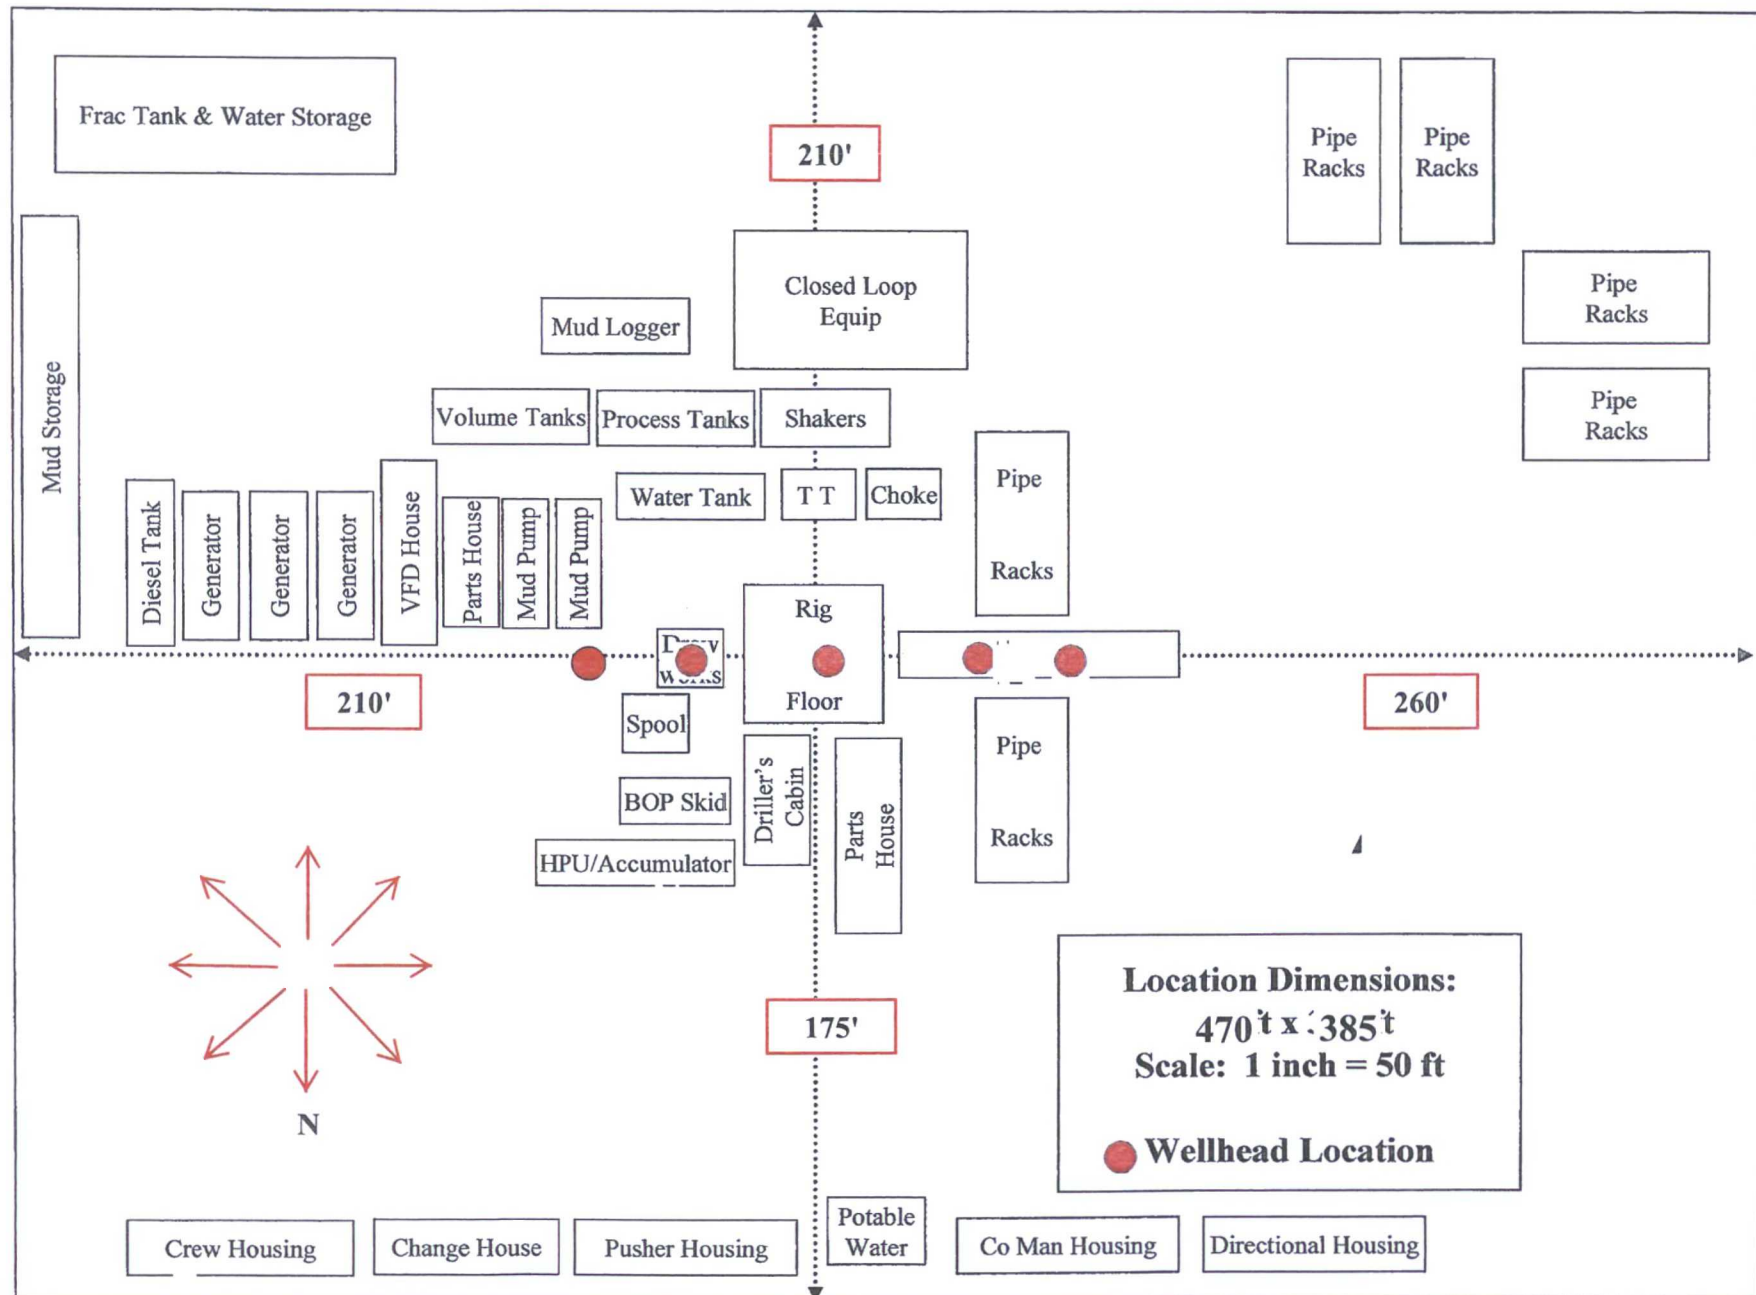 Frac Tank & Water Storage
210'
Pipe
Racks
Pipe
Racks
Closed Loop
Equip
Pipe
Racks
Mud Logger
Pipe
Racks
Mud Storage
Volume Tanks
Process Tanks
Shakers
Pipe
Racks
Water Tank
T T
Choke
Diesel Tank
Generator
Generator
Generator
VFD House
Parts House
Mud Pump
Mud Pump
Rig
Floor
210'
260'
Spool
Pipe
Racks
BOP Skid
Driller's
Cabin
Parts
House
HPU/Accumulator
Location Dimensions:
470 x 385
Scale: 1 inch = 50 ft
Wellhead Location
175'
N
Crew Housing
Change House
Pusher Housing
Potable
Water
Co Man Housing
Directional Housing